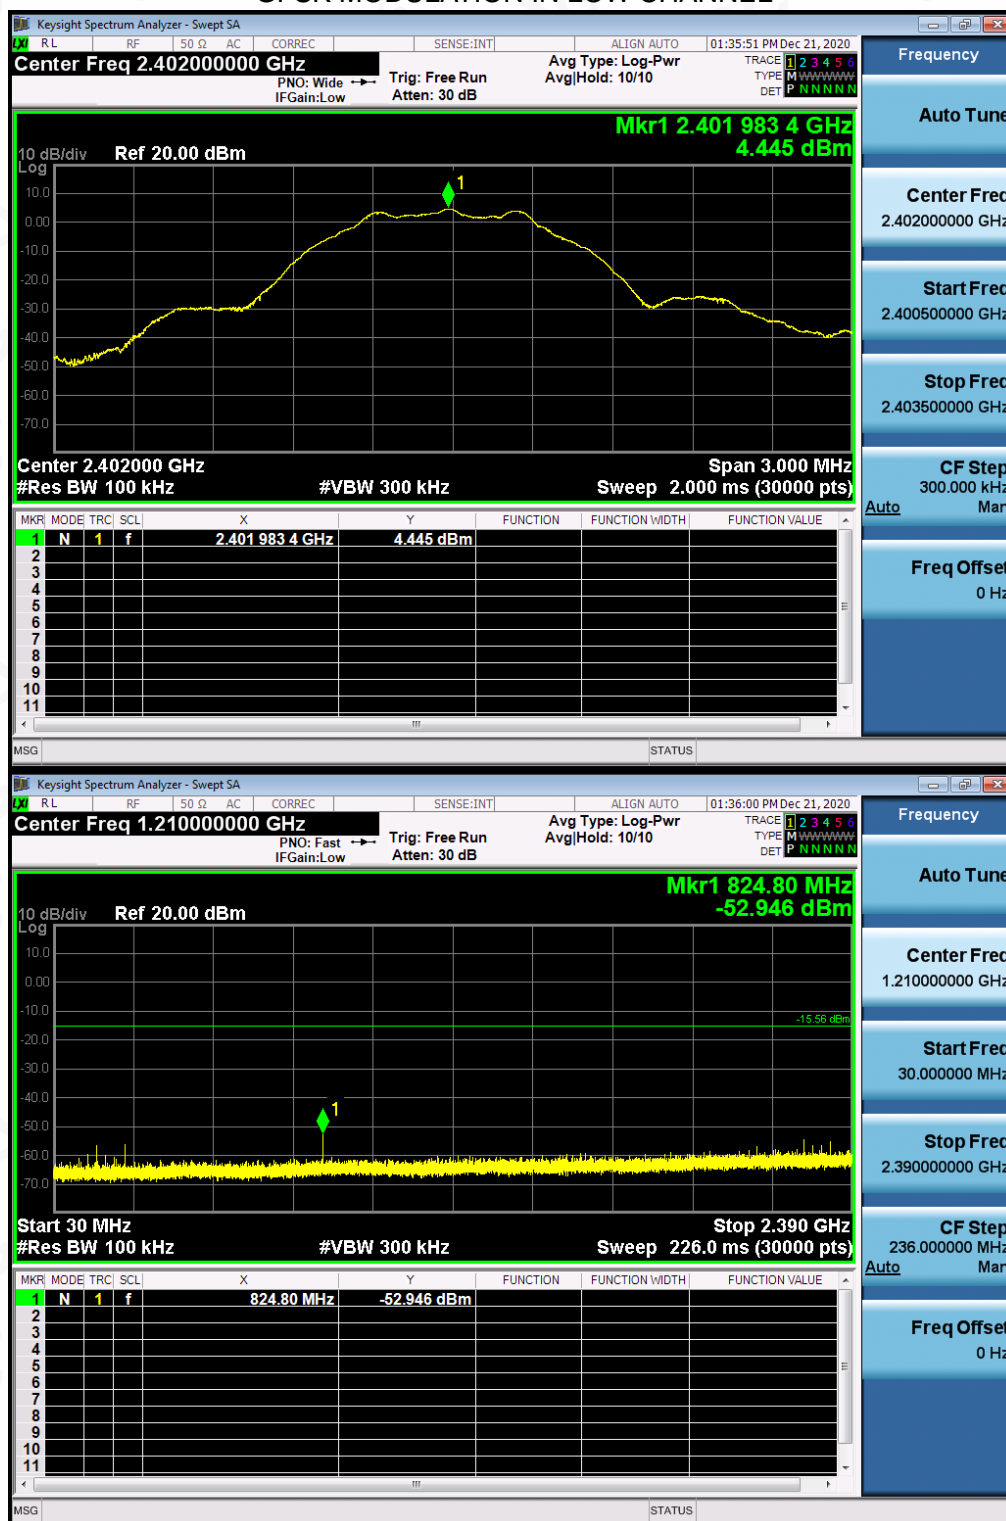 Keysight Spectrum Analyzer - Swept SA
LXI RL RF 50 Ω AC CORREC SENSE:INT ALIGN AUTO 01:35:51 PM Dec 21, 2020
Center Freq 2.402000000 GHz
PNO: Wide
IFGain:Low
Trig: Free Run
Atten: 30 dB
Avg Type: Log-Pwr
Avg|Hold: 10/10
TRACE 1 2 3 4 5 6
TYPE M WWWWW
DET P N N N N N
Mkr1 2.401 983 4 GHz
4.445 dBm
10 dB/div Ref 20.00 dBm
Log
10.0
0.00
-10.0
-20.0
-30.0
-40.0
-50.0
-60.0
-70.0
1
Center 2.402000 GHz Span 3.000 MHz
#Res BW 100 kHz #VBW 300 kHz Sweep 2.000 ms (30000 pts)
MKR MODE TRC SCL X Y FUNCTION FUNCTION WIDTH FUNCTION VALUE
1 N 1 f 2.401 983 4 GHz 4.445 dBm
2
3
4
5
6
7
8
9
10
11
MSG STATUS
Frequency
Auto Tune
Center Freq
2.402000000 GHz
Start Freq
2.400500000 GHz
Stop Freq
2.403500000 GHz
CF Step
300.000 kHz
Auto Man
Freq Offset
0 Hz
Keysight Spectrum Analyzer - Swept SA
LXI RL RF 50 Ω AC CORREC SENSE:INT ALIGN AUTO 01:36:00 PM Dec 21, 2020
Center Freq 1.210000000 GHz
PNO: Fast
IFGain:Low
Trig: Free Run
Atten: 30 dB
Avg Type: Log-Pwr
Avg|Hold: 10/10
TRACE 1 2 3 4 5 6
TYPE M WWWWW
DET P N N N N N
Mkr1 824.80 MHz
-52.946 dBm
10 dB/div Ref 20.00 dBm
Log
10.0
0.00
-10.0
-15.56 dBm
-20.0
-30.0
-40.0
-50.0
-60.0
-70.0
1
Start 30 MHz Stop 2.390 GHz
#Res BW 100 kHz #VBW 300 kHz Sweep 226.0 ms (30000 pts)
MKR MODE TRC SCL X Y FUNCTION FUNCTION WIDTH FUNCTION VALUE
1 N 1 f 824.80 MHz -52.946 dBm
2
3
4
5
6
7
8
9
10
11
MSG STATUS
Frequency
Auto Tune
Center Freq
1.210000000 GHz
Start Freq
30.000000 MHz
Stop Freq
2.390000000 GHz
CF Step
236.000000 MHz
Auto Man
Freq Offset
0 Hz